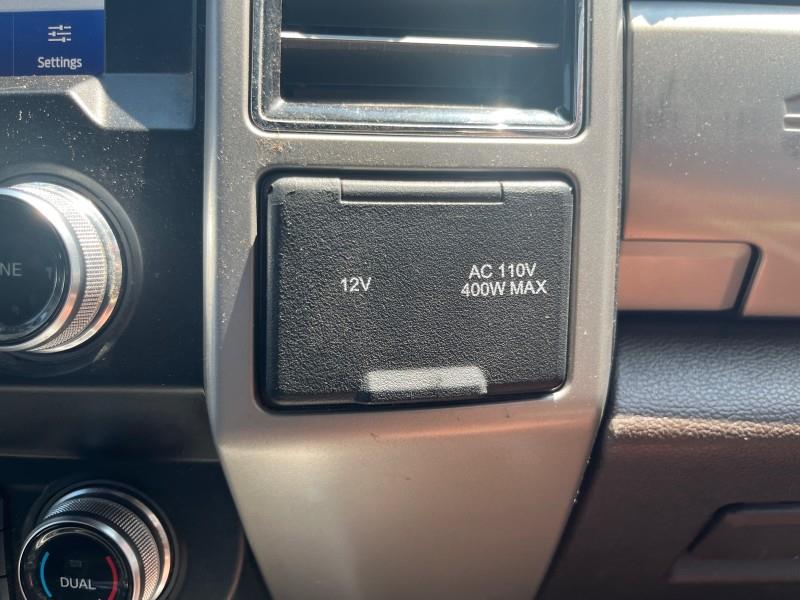 Settings
NE
12V
AC 110V
400W MAX
DUAL